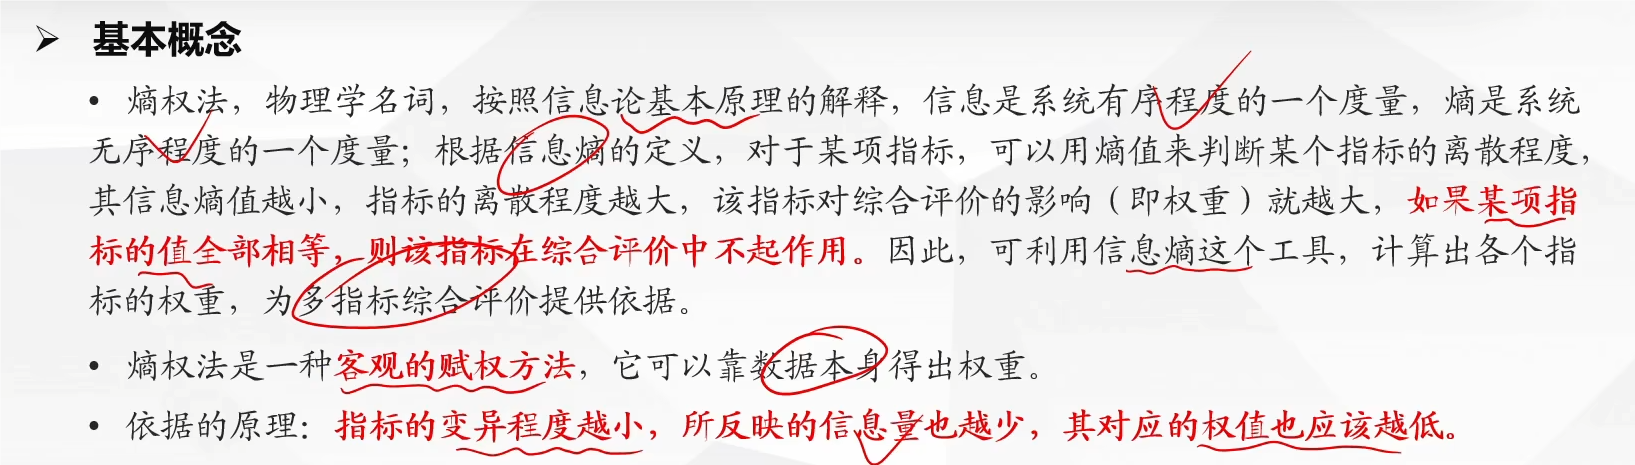 ➢ 基本概念
• 熵权法，物理学名词，按照信息论基本原理的解释，信息是系统有序程度的一个度量，熵是系统
无序程度的一个度量；根据信息熵的定义，对于某项指标，可以用熵值来判断某个指标的离散程度，
其信息熵值越小，指标的离散程度越大，该指标对综合评价的影响（即权重）就越大，如果某项指
标的值全部相等，则该指标在综合评价中不起作用。因此，可利用信息熵这个工具，计算出各个指
标的权重，为多指标综合评价提供依据。
• 熵权法是一种客观的赋权方法，它可以靠数据本身得出权重。
• 依据的原理：指标的变异程度越小，所反映的信息量也越少，其对应的权值也应该越低。